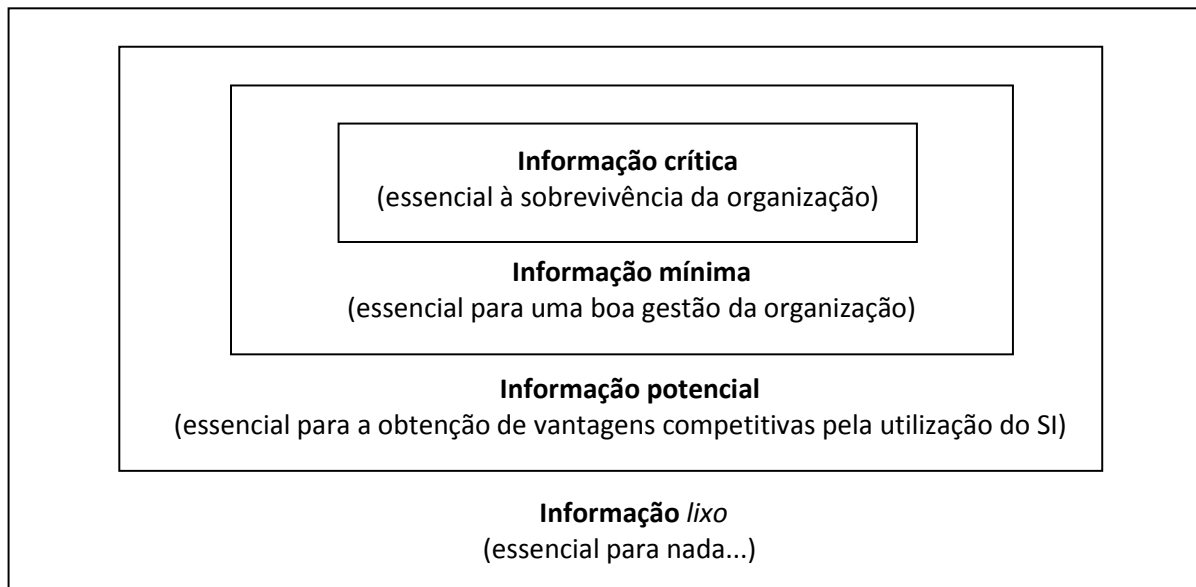 Informação crítica
(essencial à sobrevivência da organização)
Informação mínima
(essencial para uma boa gestão da organização)
Informação potencial
(essencial para a obtenção de vantagens competitivas pela utilização do SI)
Informação lixo
(essencial para nada...)